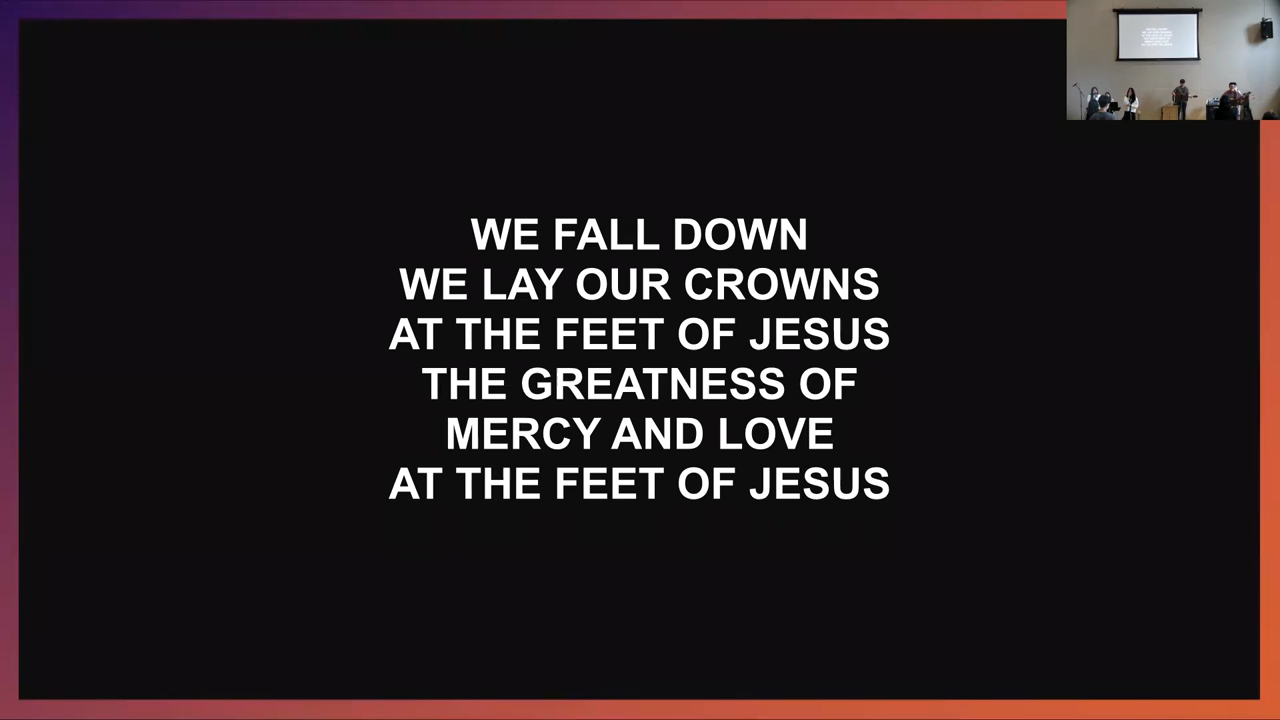 WE FALL DOWN
WE LAY OUR CROWNS
AT THE FEET OF JESUS
THE GREATNESS OF
MERCY AND LOVE
AT THE FEET OF JESUS